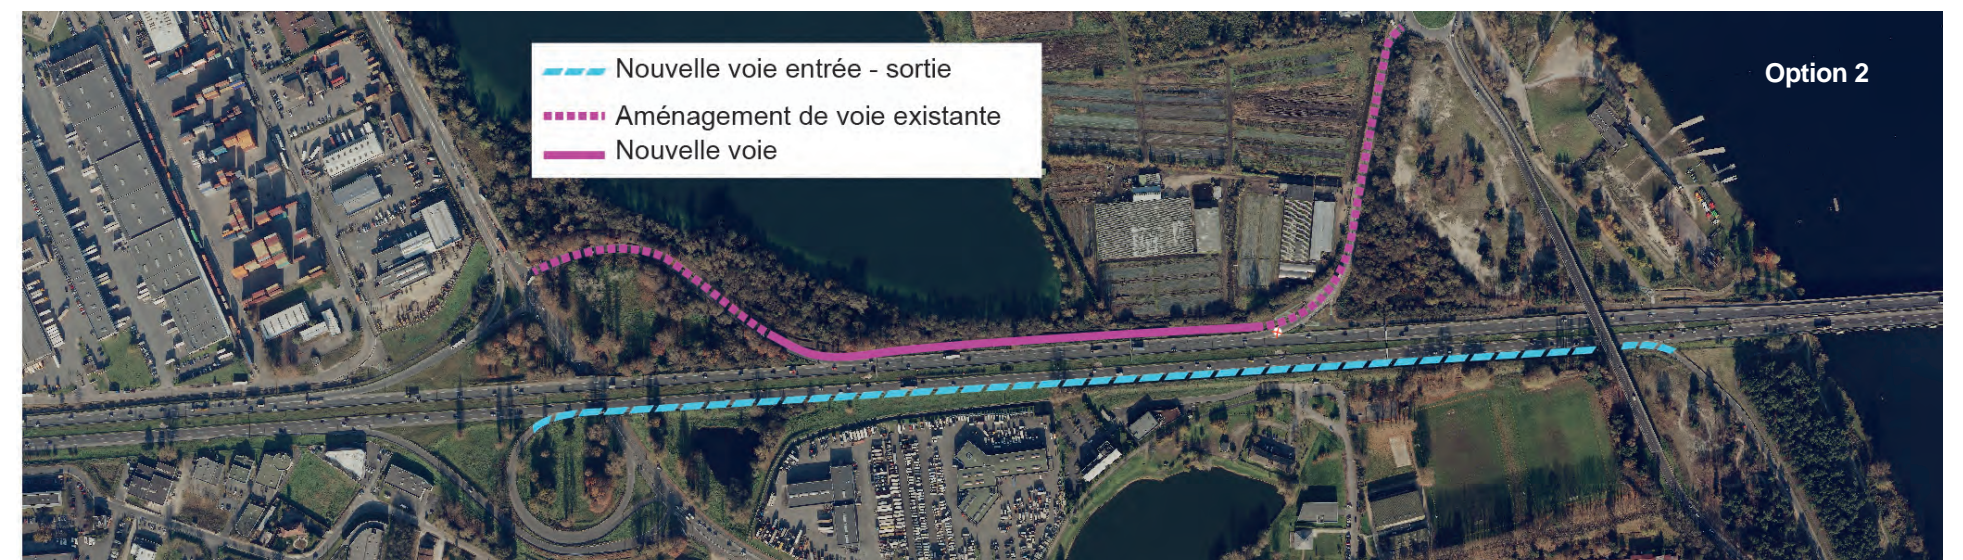 Nouvelle voie entrée - sortie
Aménagement de voie existante
Nouvelle voie
Option 2